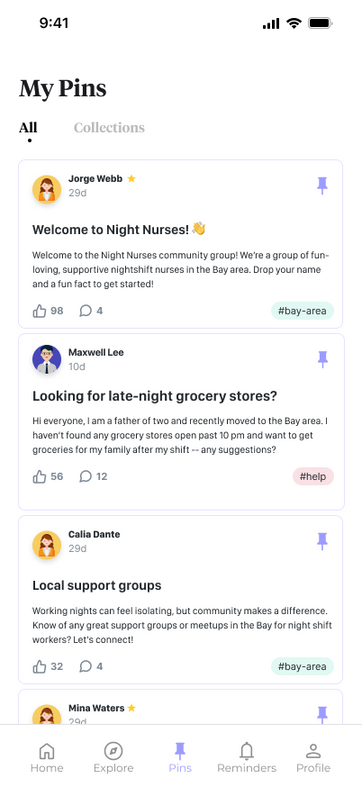 9:41
My Pins
All Collections
Jorge Webb
29d
Welcome to Night Nurses!👋
Welcome to the Night Nurses community group! We're a group of fun-
loving, supportive nightshift nurses in the Bay area. Drop your name
and a fun fact to get started!
98 4 #bay-area
Maxwell Lee
10d
Looking for late-night grocery stores?
Hi everyone, I am a father of two and recently moved to the Bay area. I
haven't found any grocery stores open past 10 pm and want to get
groceries for my family after my shift -- any suggestions?
56 12 #help
Calia Dante
29d
Local support groups
Working nights can feel isolating, but community makes a difference.
Know of any great support groups or meetups in the Bay for night shift
workers? Let's connect!
32 4 #bay-area
Mina Waters
29d
Home Explore Pins Reminders Profile